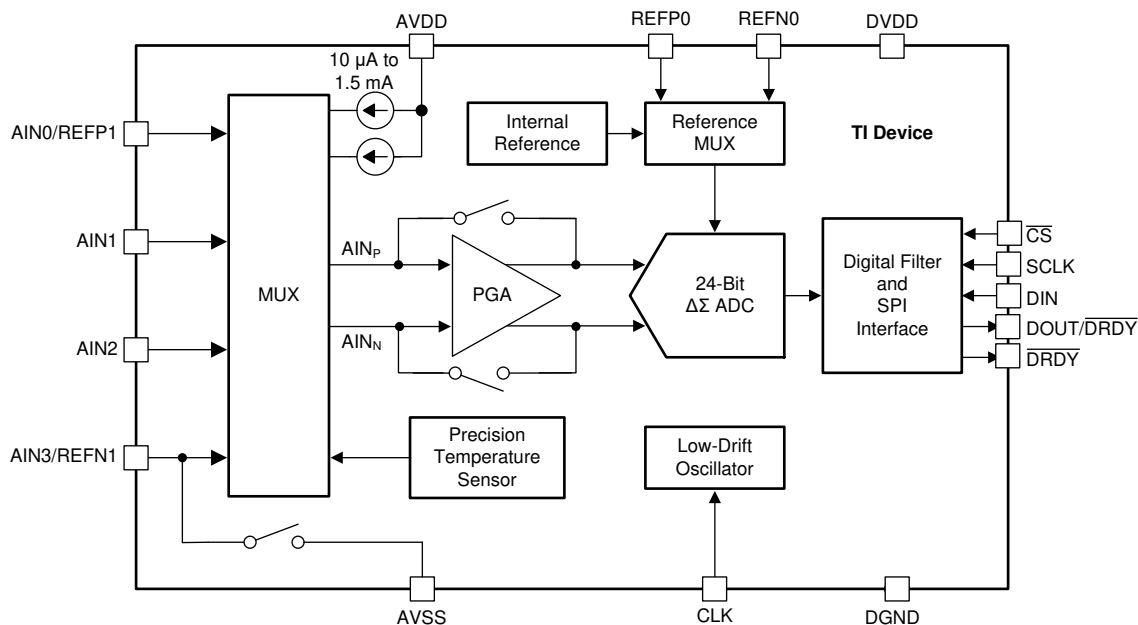 AVDD
REFP0
REFN0
DVDD
10 µA to
1.5 mA
AIN0/REFP1
Internal
Reference
Reference
MUX
TI Device
AIN1
MUX
AINP
PGA
AINN
24-Bit
ΔΣ ADC
Digital Filter
and
SPI
Interface
CS
SCLK
DIN
DOUT/DRDY
DRDY
AIN2
AIN3/REFN1
Precision
Temperature
Sensor
Low-Drift
Oscillator
AVSS
CLK
DGND